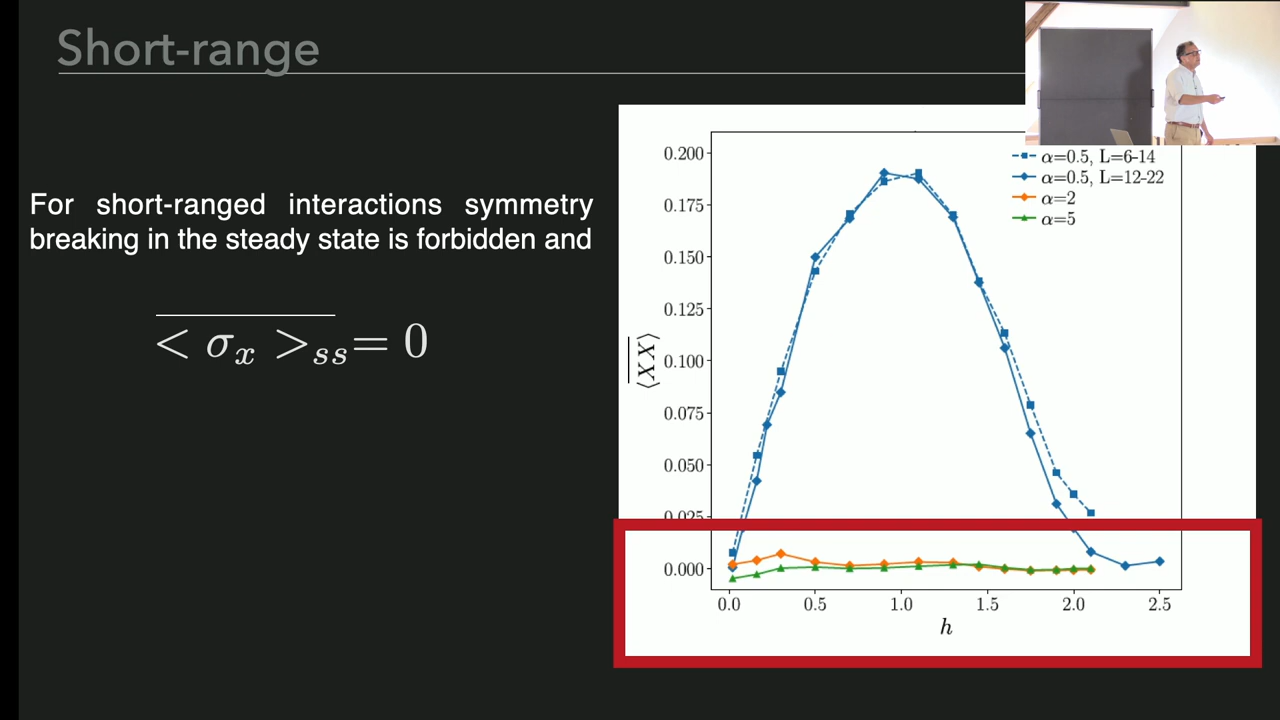 Short-range
For short-ranged interactions symmetry
breaking in the steady state is forbidden and
< σx >ss= 0
α=0.5, L=6-14
α=0.5, L=12-22
α=2
α=5
0.200
0.175
0.150
0.125
0.100
0.075
0.050
0.025
0.000
⟨XX⟩
0.0 0.5 1.0 1.5 2.0 2.5
h